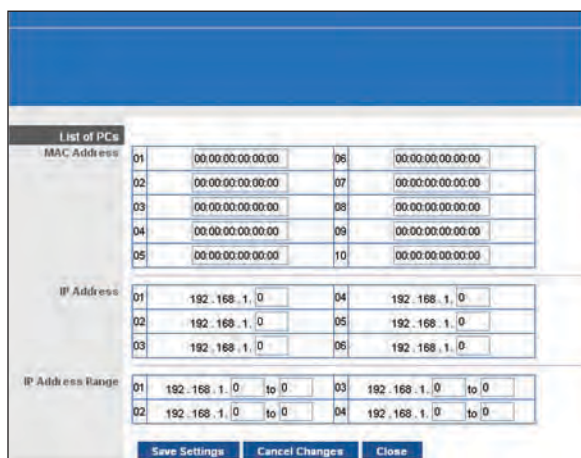 List of PCs
MAC Address
01 00:00:00:00:00:00 06 00:00:00:00:00:00
02 00:00:00:00:00:00 07 00:00:00:00:00:00
03 00:00:00:00:00:00 08 00:00:00:00:00:00
04 00:00:00:00:00:00 09 00:00:00:00:00:00
05 00:00:00:00:00:00 10 00:00:00:00:00:00
IP Address
01 192.168.1.0 04 192.168.1.0
02 192.168.1.0 05 192.168.1.0
03 192.168.1.0 06 192.168.1.0
IP Address Range
01 192.168.1.0 to 0 03 192.168.1.0 to 0
02 192.168.1.0 to 0 04 192.168.1.0 to 0
Save Settings Cancel Changes Close